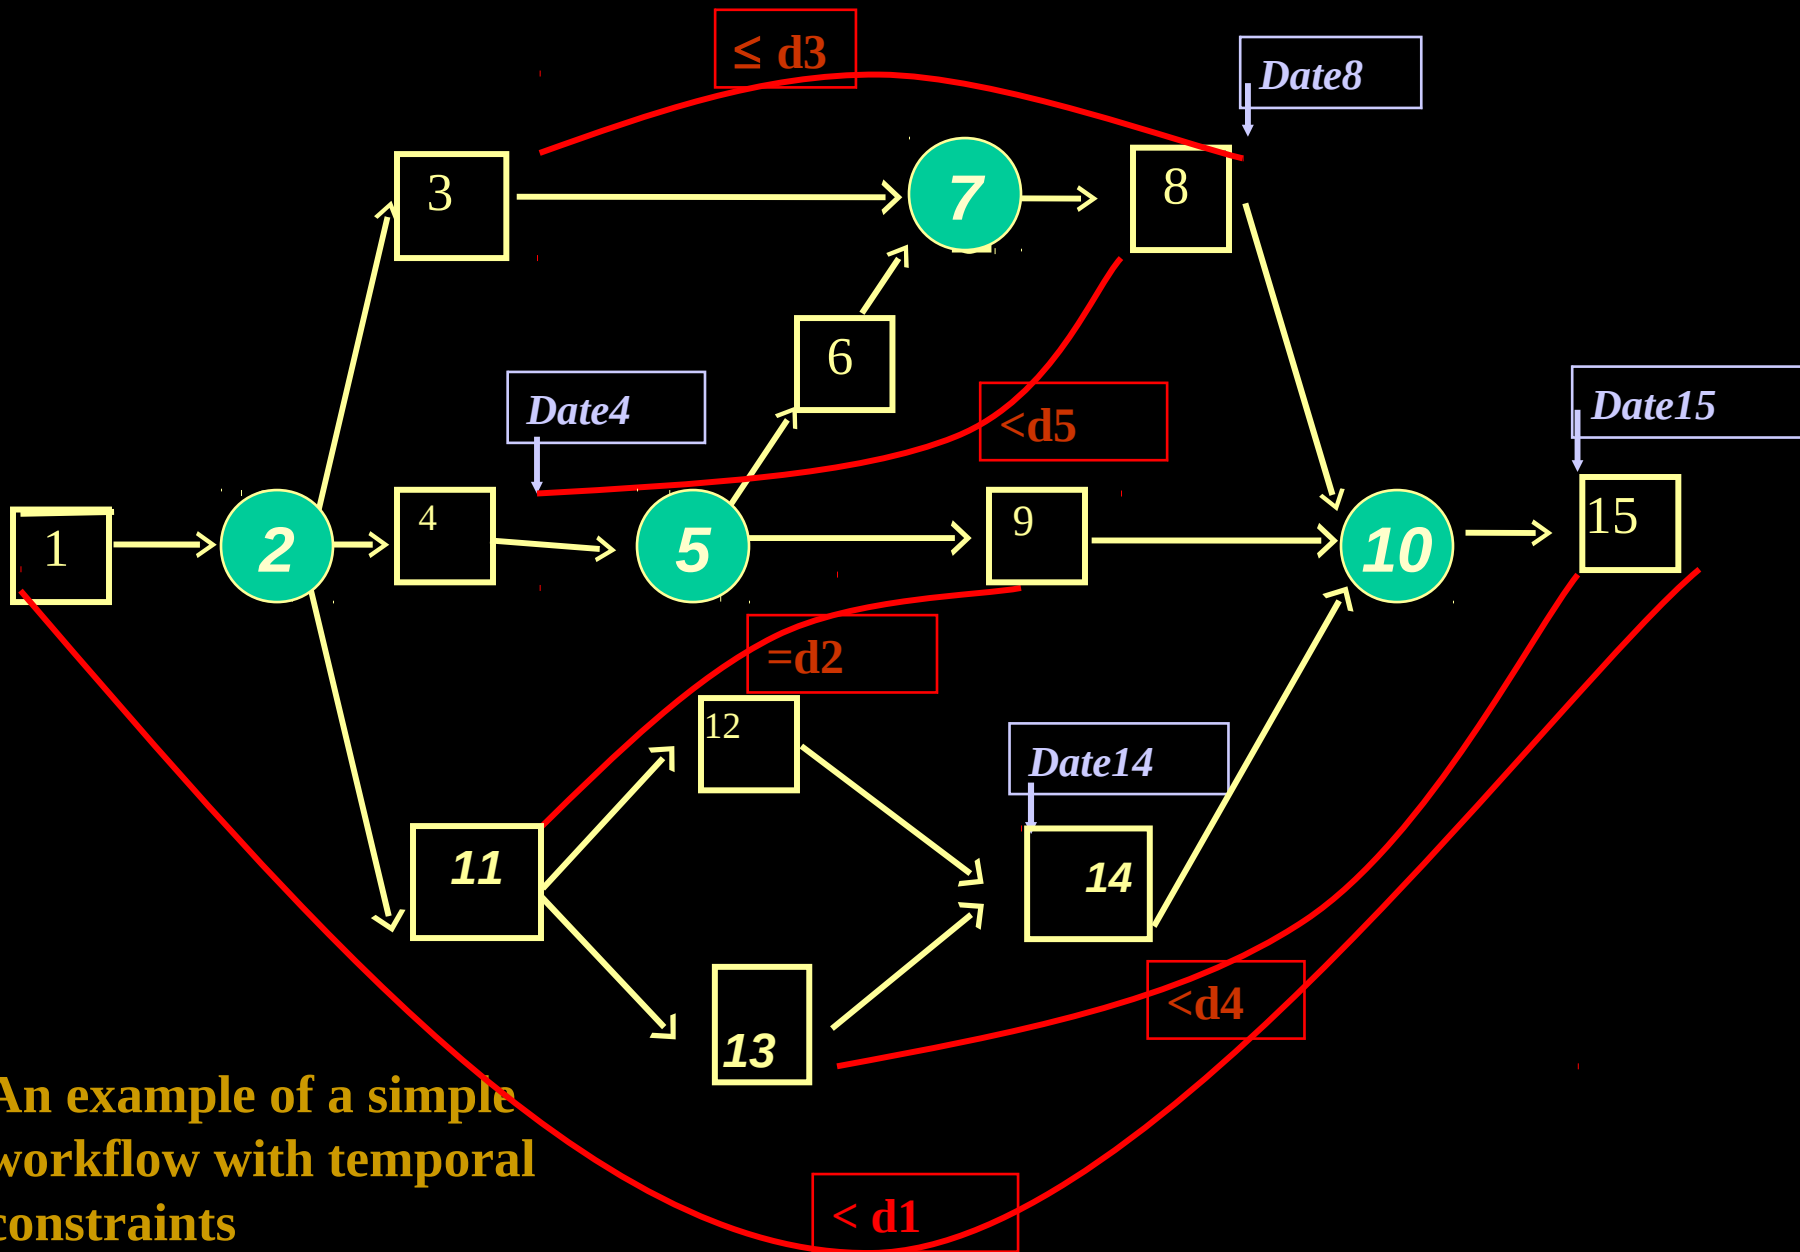 ≤ d3
Date8
3
7
8
6
Date4
<d5
Date15
1
2
4
5
9
10
15
=d2
12
Date14
11
14
13
<d4
An example of a simple
workflow with temporal
constraints
< d1